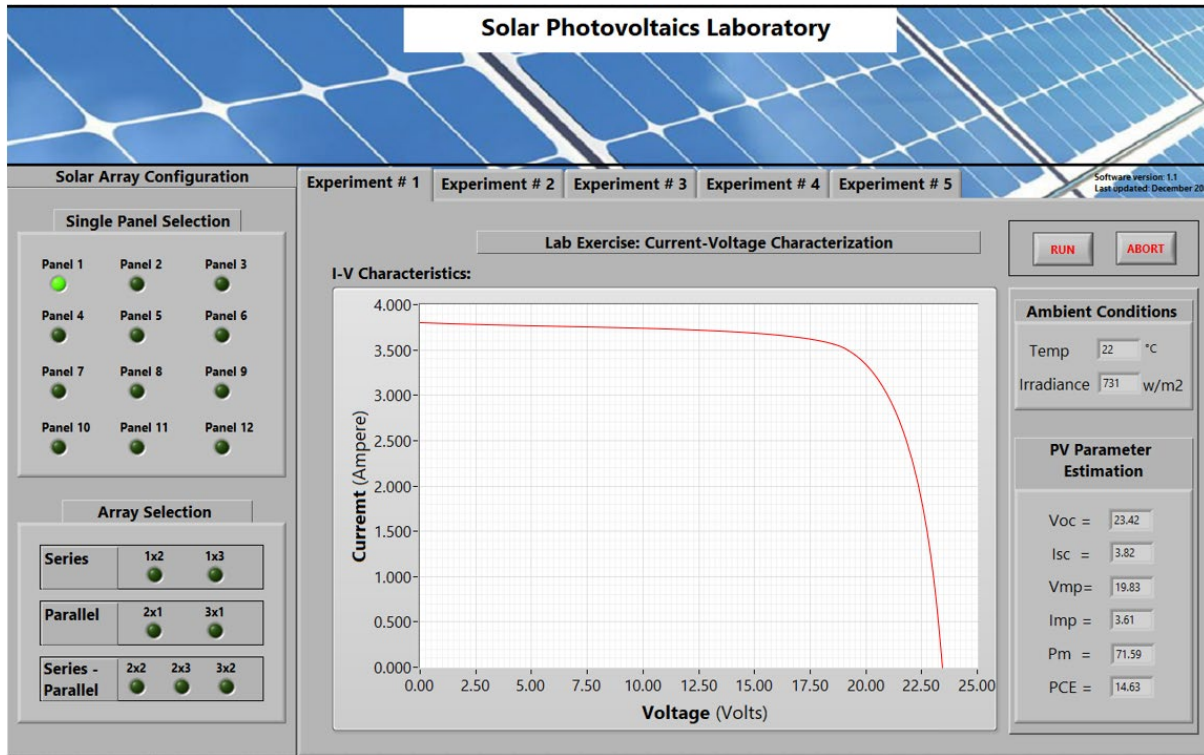 Solar Photovoltaics Laboratory
Solar Array Configuration
Experiment # 1 Experiment # 2 Experiment # 3 Experiment # 4 Experiment # 5
Software version: 1.1
Last updated: December 20
Single Panel Selection
Panel 1 Panel 2 Panel 3
Panel 4 Panel 5 Panel 6
Panel 7 Panel 8 Panel 9
Panel 10 Panel 11 Panel 12
Array Selection
Series 1x2 1x3
Parallel 2x1 3x1
Series - 2x2 2x3 3x2
Parallel
Lab Exercise: Current-Voltage Characterization
I-V Characteristics:
4.000
3.500
3.000
2.500
2.000
1.500
1.000
0.500
0.000
Curremt (Ampere)
0.00 2.50 5.00 7.50 10.00 12.50 15.00 17.50 20.00 22.50 25.00
Voltage (Volts)
RUN ABORT
Ambient Conditions
Temp 22 °C
Irradiance 731 w/m2
PV Parameter
Estimation
Voc = 23.42
Isc = 3.82
Vmp= 19.83
Imp = 3.61
Pm = 71.59
PCE = 14.63